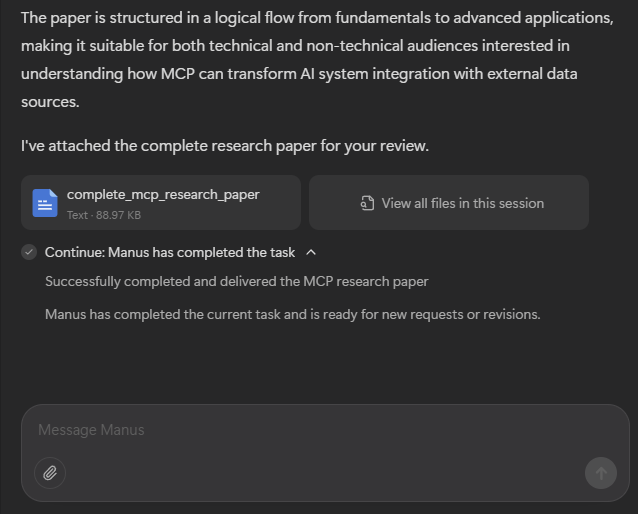 The paper is structured in a logical flow from fundamentals to advanced applications,
making it suitable for both technical and non-technical audiences interested in
understanding how MCP can transform AI system integration with external data
sources.
I've attached the complete research paper for your review.
complete_mcp_research_paper
Text · 88.97 KB
View all files in this session
Continue: Manus has completed the task
Successfully completed and delivered the MCP research paper
Manus has completed the current task and is ready for new requests or revisions.
Message Manus